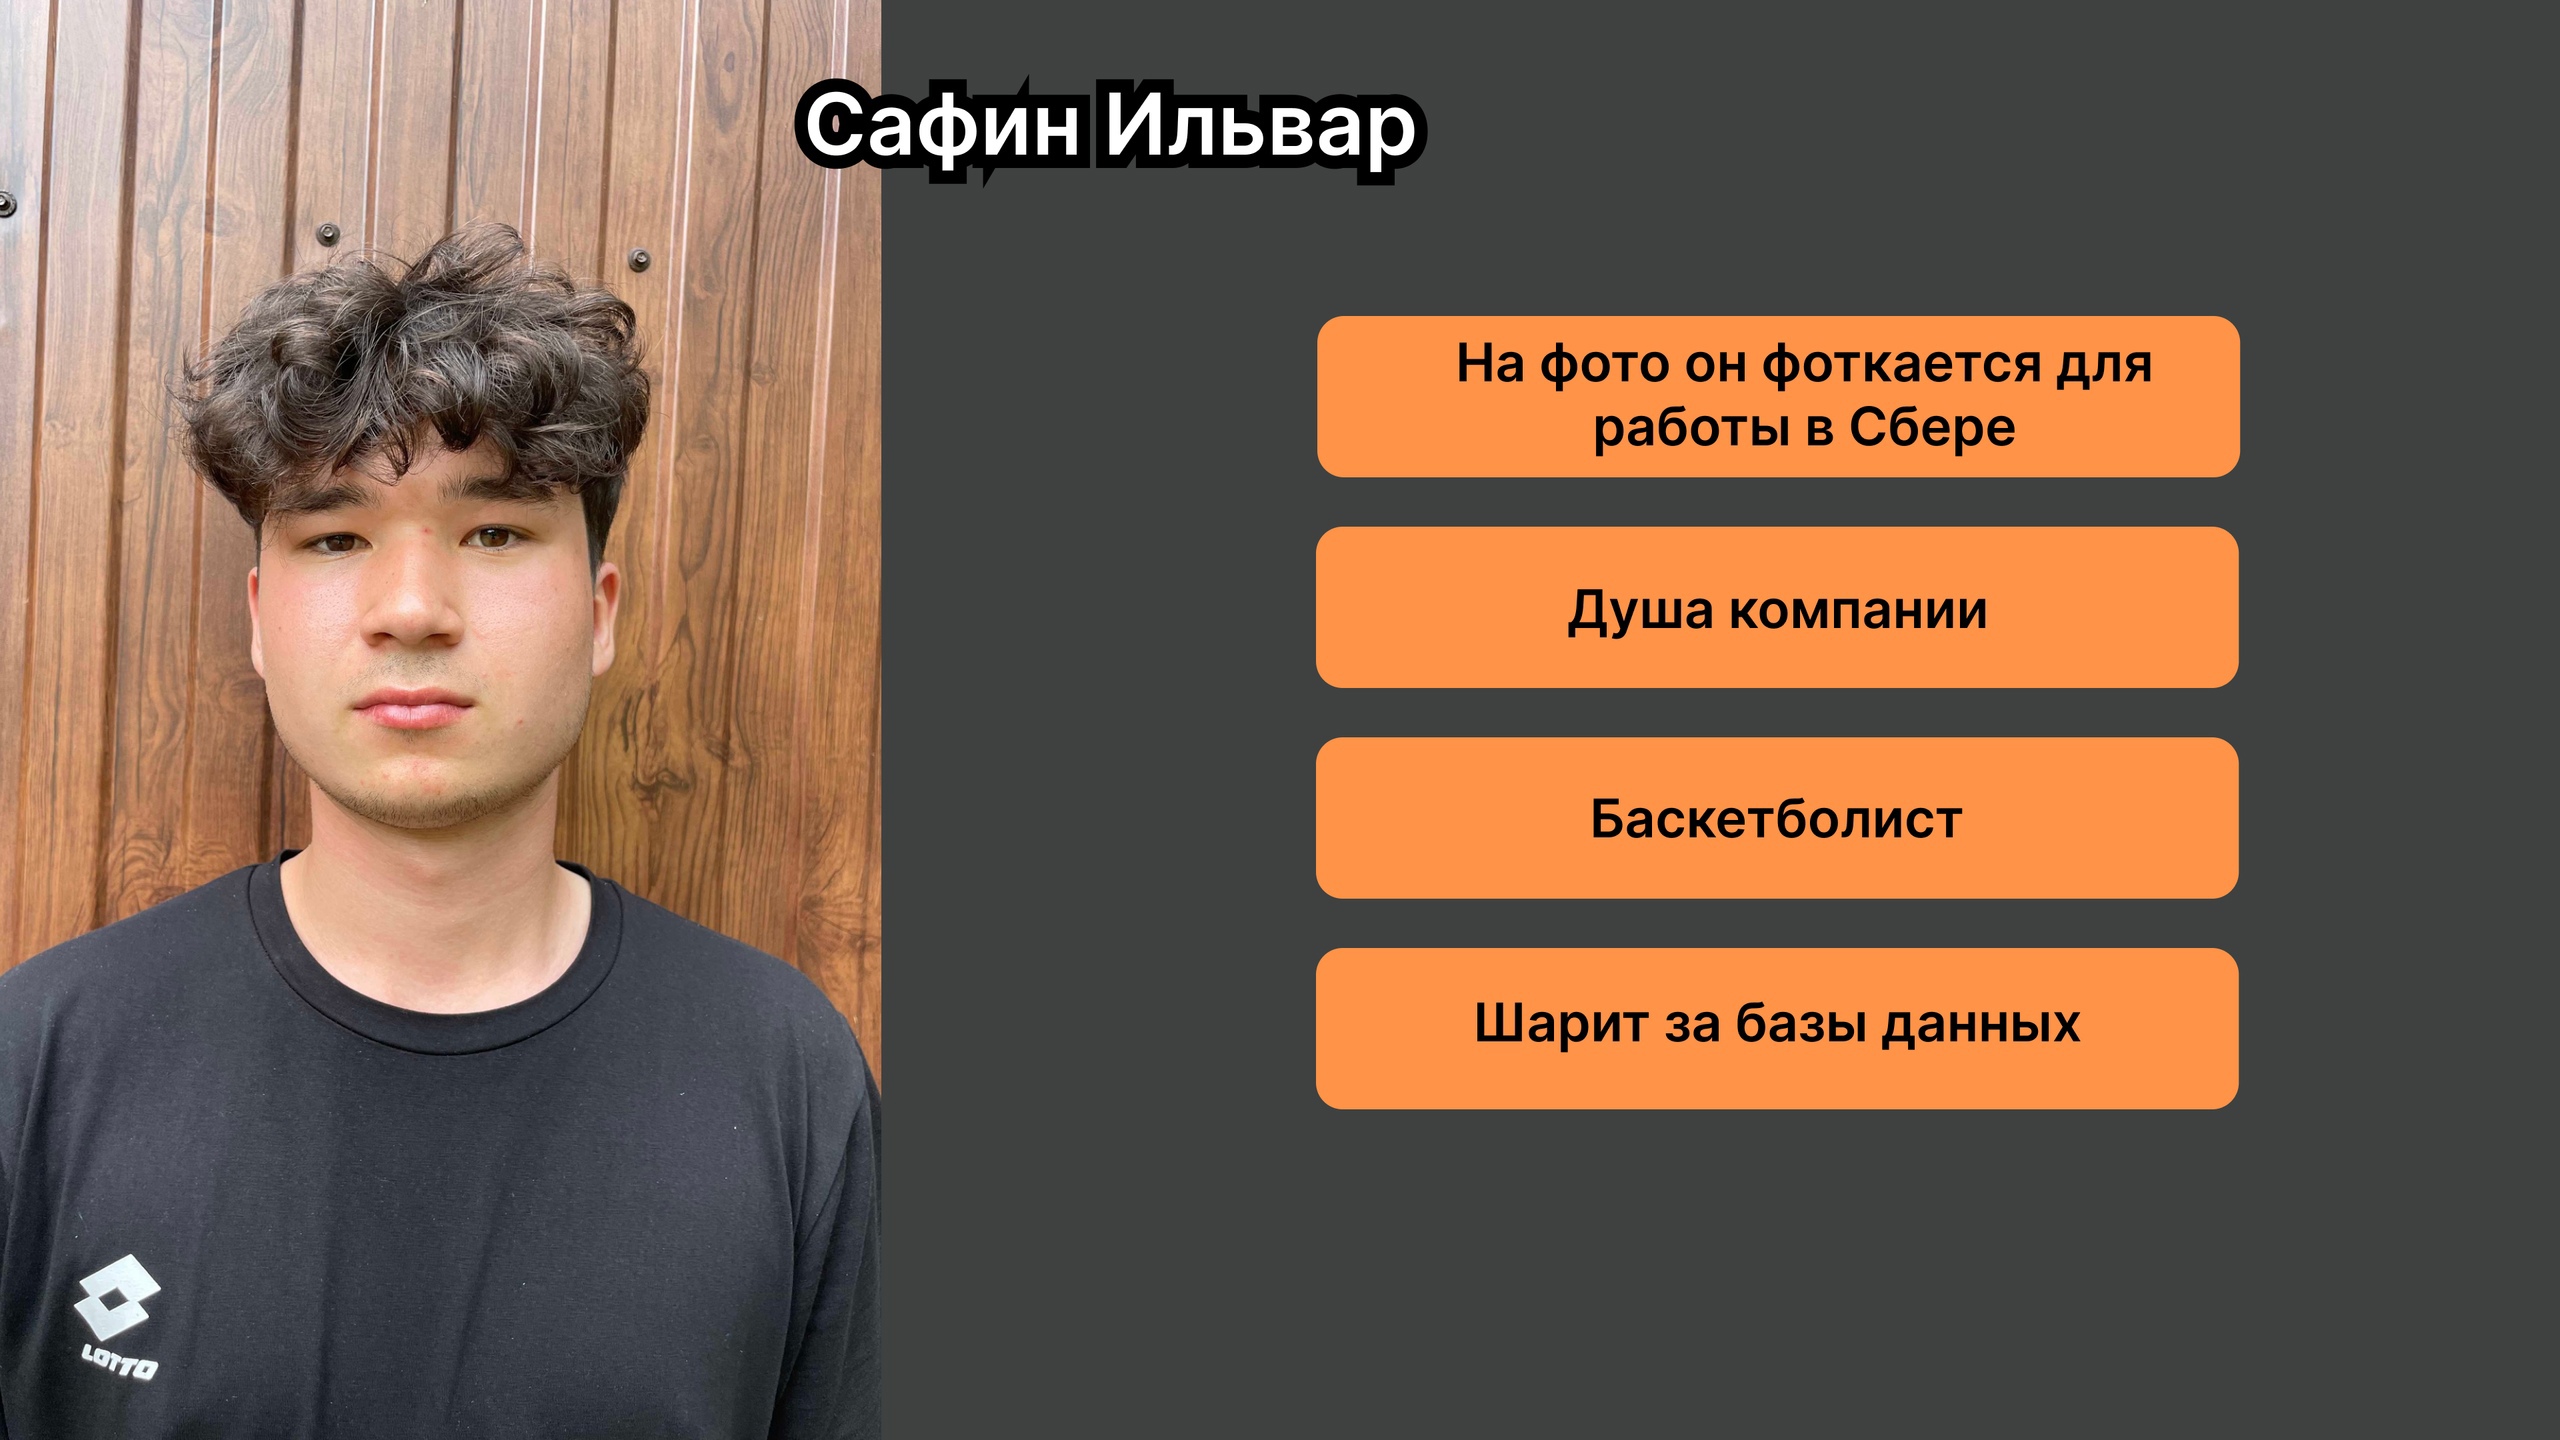 Сафин Ильвар
На фото он фоткается для
работы в Сбере
Душа компании
Баскетболист
Шарит за базы данных
LOTTO